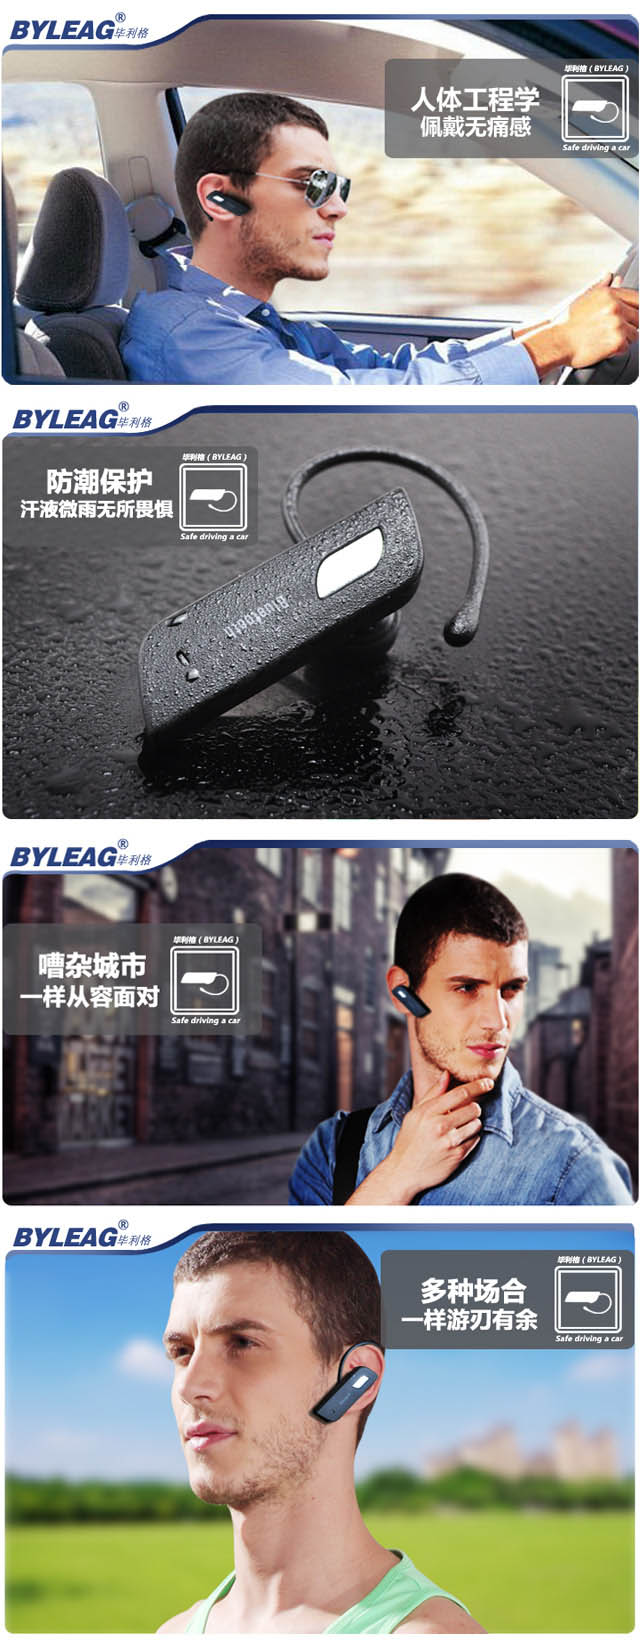 BYLEAG®毕利格
人体工程学
佩戴无痛感
毕利格（BYLEAG）
Safe driving a car
BYLEAG®毕利格
防潮保护
汗液微雨无所畏惧
毕利格（BYLEAG）
Safe driving a car
Bluetooth
BYLEAG®毕利格
嘈杂城市
一样从容面对
毕利格（BYLEAG）
Safe driving a car
BYLEAG®毕利格
多种场合
一样游刃有余
毕利格（BYLEAG）
Safe driving a car